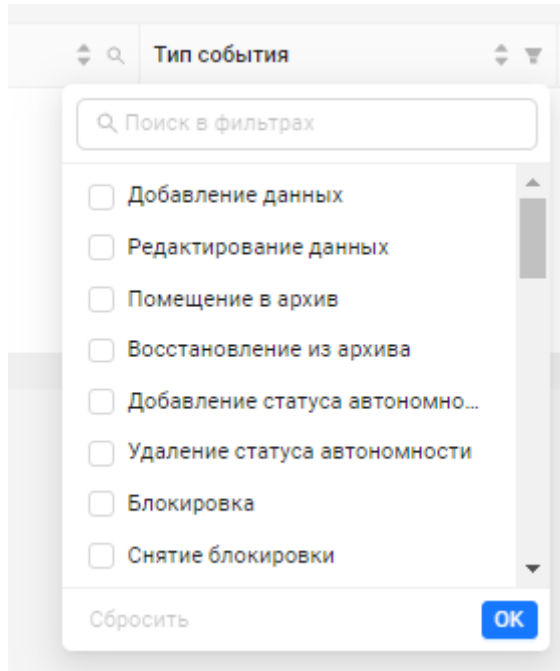 Тип события
Поиск в фильтрах
Добавление данных
Редактирование данных
Помещение в архив
Восстановление из архива
Добавление статуса автономно...
Удаление статуса автономности
Блокировка
Снятие блокировки
Сбросить
OK